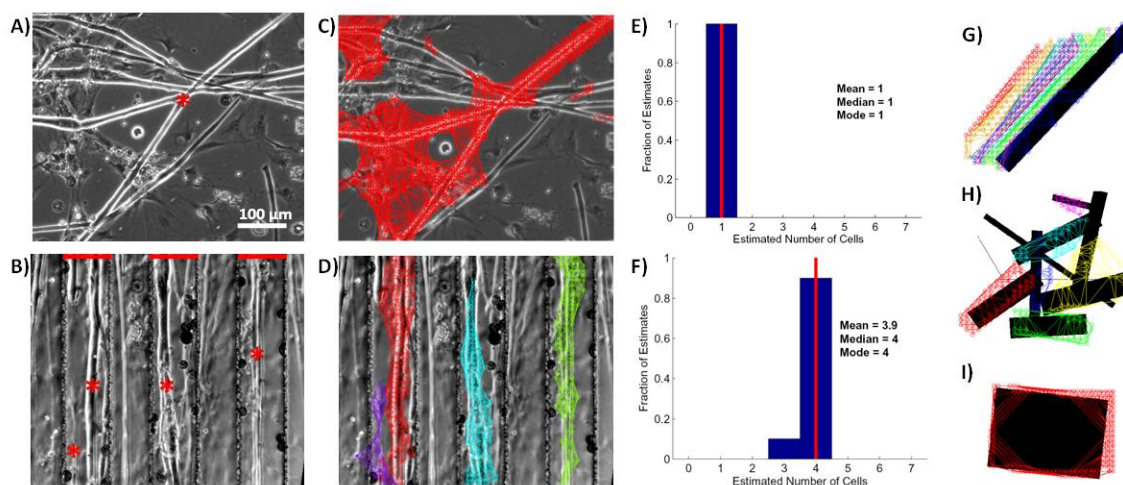 A)
100 µm
B)
C)
D)
E)
1
0.8
0.6
0.4
0.2
0
Fraction of Estimates
Mean = 1
Median = 1
Mode = 1
0 1 2 3 4 5 6 7
Estimated Number of Cells
F)
1
0.8
0.6
0.4
0.2
0
Fraction of Estimates
Mean = 3.9
Median = 4
Mode = 4
0 1 2 3 4 5 6 7
Estimated Number of Cells
G)
H)
I)